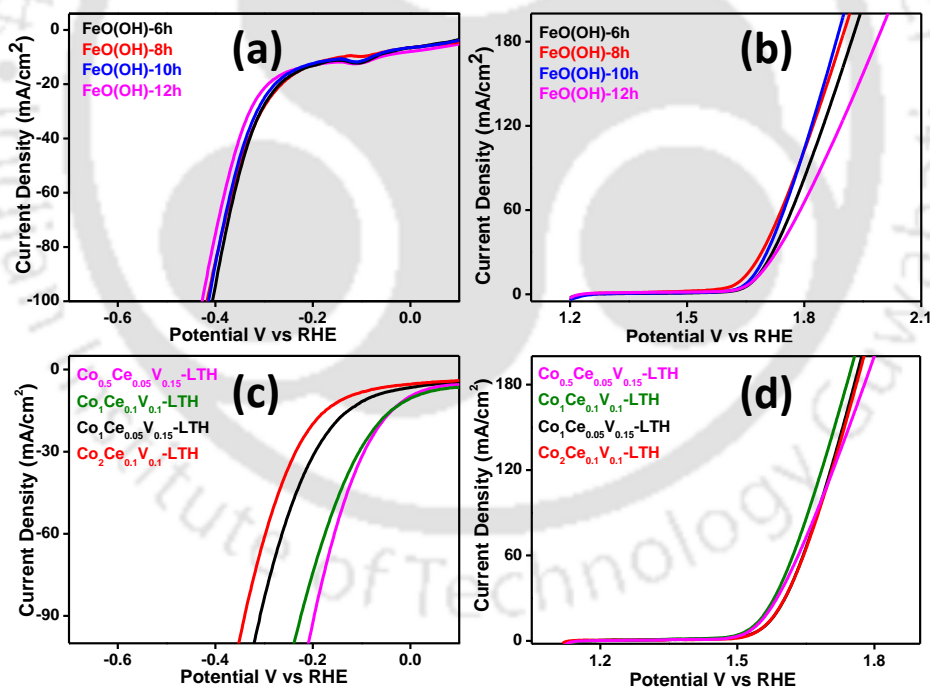 (a)
FeO(OH)-6h
FeO(OH)-8h
FeO(OH)-10h
FeO(OH)-12h
Current Density (mA/cm²)
0
-20
-40
-60
-80
-100
-0.6 -0.4 -0.2 0.0
Potential V vs RHE
(b)
FeO(OH)-6h
FeO(OH)-8h
FeO(OH)-10h
FeO(OH)-12h
Current Density (mA/cm²)
180
120
60
0
1.2 1.5 1.8 2.1
Potential V vs RHE
(c)
Co₀.₅Ce₀.₀₅V₀.₁₅-LTH
Co₁Ce₀.₁V₀.₁-LTH
Co₁Ce₀.₀₅V₀.₁₅-LTH
Co₂Ce₀.₁V₀.₁-LTH
Current Density (mA/cm²)
0
-30
-60
-90
-0.6 -0.4 -0.2 0.0
Potential V vs RHE
(d)
Co₀.₅Ce₀.₀₅V₀.₁₅-LTH
Co₁Ce₀.₁V₀.₁-LTH
Co₁Ce₀.₀₅V₀.₁₅-LTH
Co₂Ce₀.₁V₀.₁-LTH
Current Density (mA/cm²)
180
120
60
0
1.2 1.5 1.8
Potential V vs RHE
Institute of Technology Guwahati